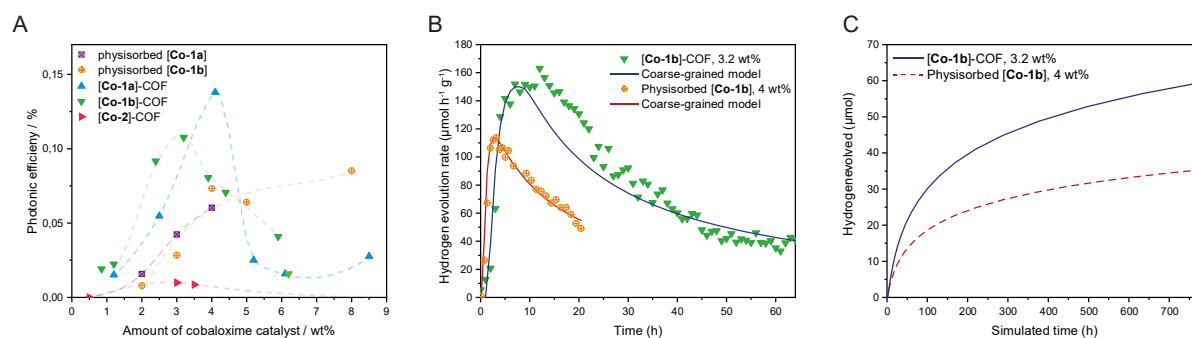 A
Photonic efficieny / %
0,15
0,10
0,05
0,00
physisorbed [Co-1a]
physisorbed [Co-1b]
[Co-1a]-COF
[Co-1b]-COF
[Co-2]-COF
0 1 2 3 4 5 6 7 8 9
Amount of cobaloxime catalyst / wt%
B
Hydrogen evolution rate (µmol h⁻¹ g⁻¹)
180
160
140
120
100
80
60
40
20
0
[Co-1b]-COF, 3.2 wt%
Coarse-grained model
Physisorbed [Co-1b], 4 wt%
Coarse-grained model
0 10 20 30 40 50 60
Time (h)
C
Hydrogenevolved (µmol)
70
60
50
40
30
20
10
0
[Co-1b]-COF, 3.2 wt%
Physisorbed [Co-1b], 4 wt%
0 100 200 300 400 500 600 700
Simulated time (h)